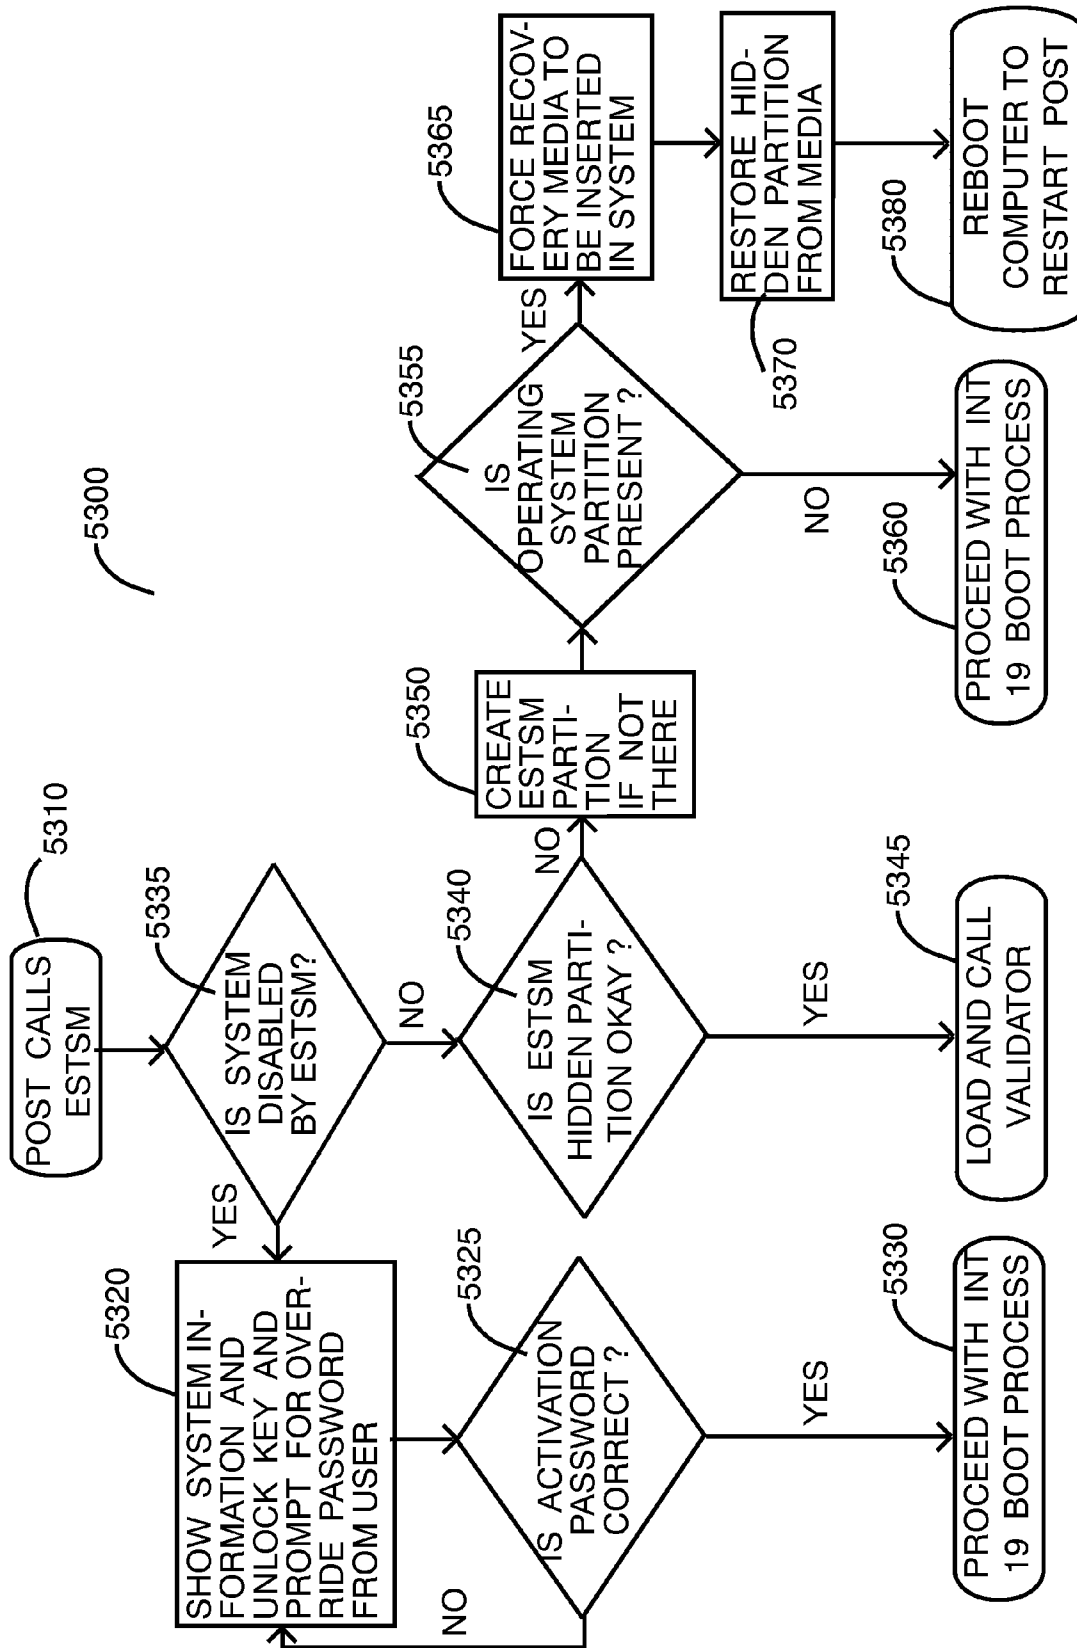 5300
POST CALLS
ESTSM
5310
IS SYSTEM
DISABLED
BY ESTSM?
5335
YES
NO
SHOW SYSTEM IN-
FORMATION AND
UNLOCK KEY AND
PROMPT FOR OVER-
RIDE PASSWORD
FROM USER
5320
IS ACTIVATION
PASSWORD
CORRECT ?
5325
NO
YES
PROCEED WITH INT
19 BOOT PROCESS
5330
IS ESTSM
HIDDEN PARTI-
TION OKAY ?
5340
NO
YES
LOAD AND CALL
VALIDATOR
5345
CREATE
ESTSM
PARTI-
TION
IF NOT
THERE
5350
IS
OPERATING
SYSTEM
PARTITION
PRESENT ?
5355
YES
NO
PROCEED WITH INT
19 BOOT PROCESS
5360
FORCE RECOV-
ERY MEDIA TO
BE INSERTED
IN SYSTEM
5365
RESTORE HID-
DEN PARTITION
FROM MEDIA
5370
REBOOT
COMPUTER TO
RESTART POST
5380